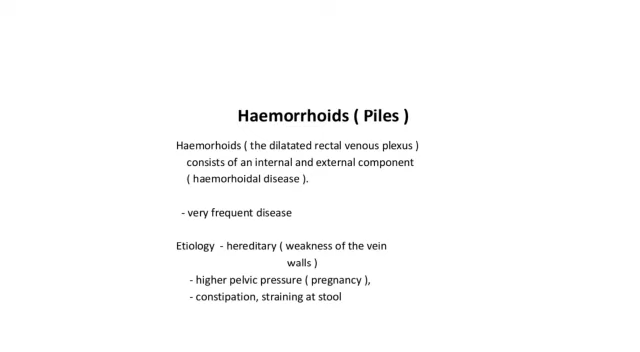 Haemorrhoids ( Piles )
Haemorhoids ( the dilatated rectal venous plexus )
consists of an internal and external component
( haemorhoidal disease ).
- very frequent disease
Etiology - hereditary ( weakness of the vein
walls )
- higher pelvic pressure ( pregnancy ),
- constipation, straining at stool